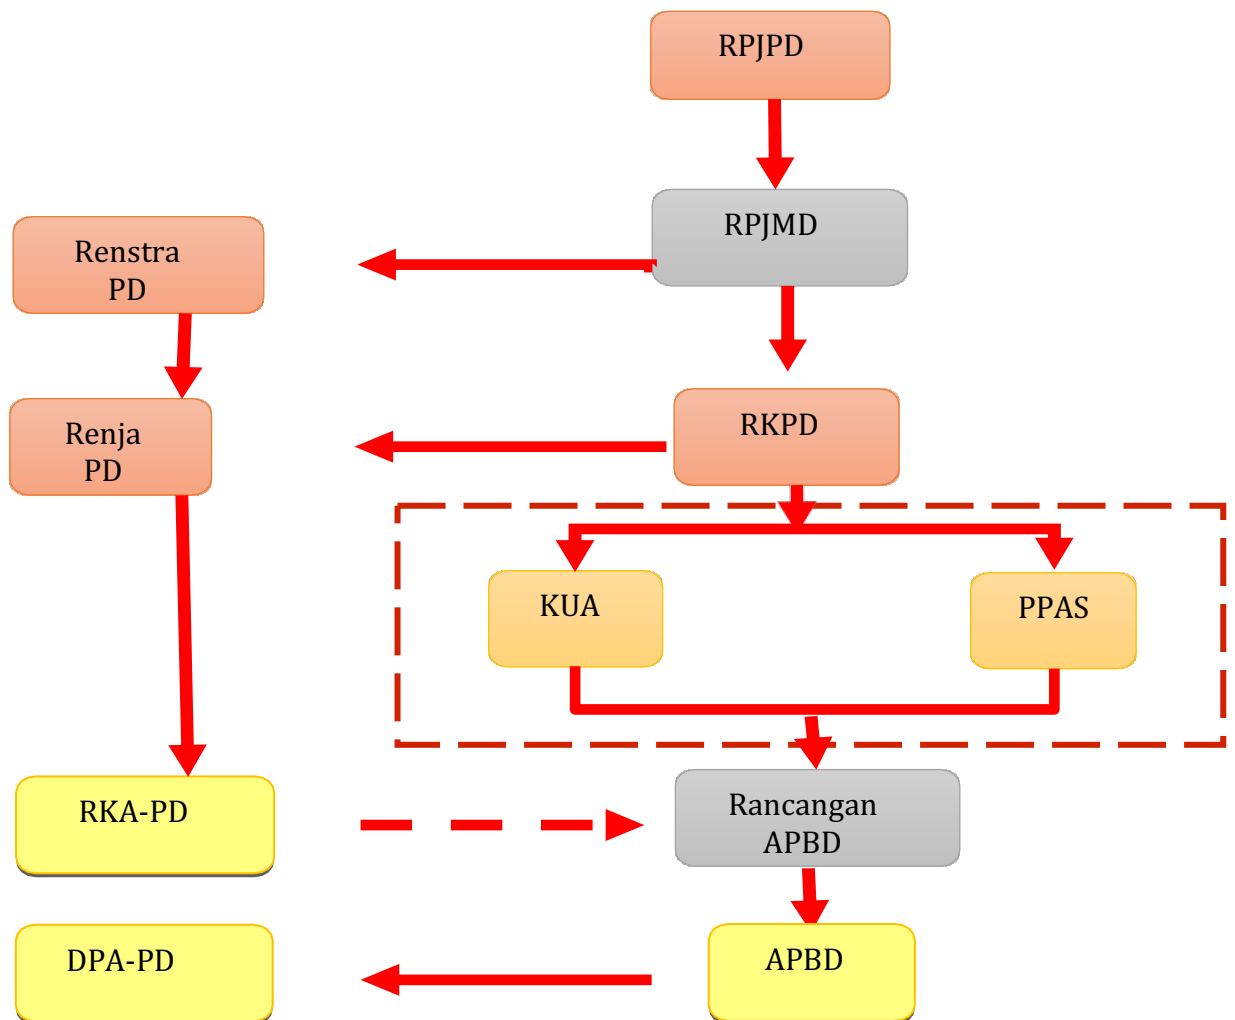 RPJPD
RPJMD
Renstra
PD
Renja
PD
RKPD
KUA
PPAS
RKA-PD
Rancangan
APBD
DPA-PD
APBD